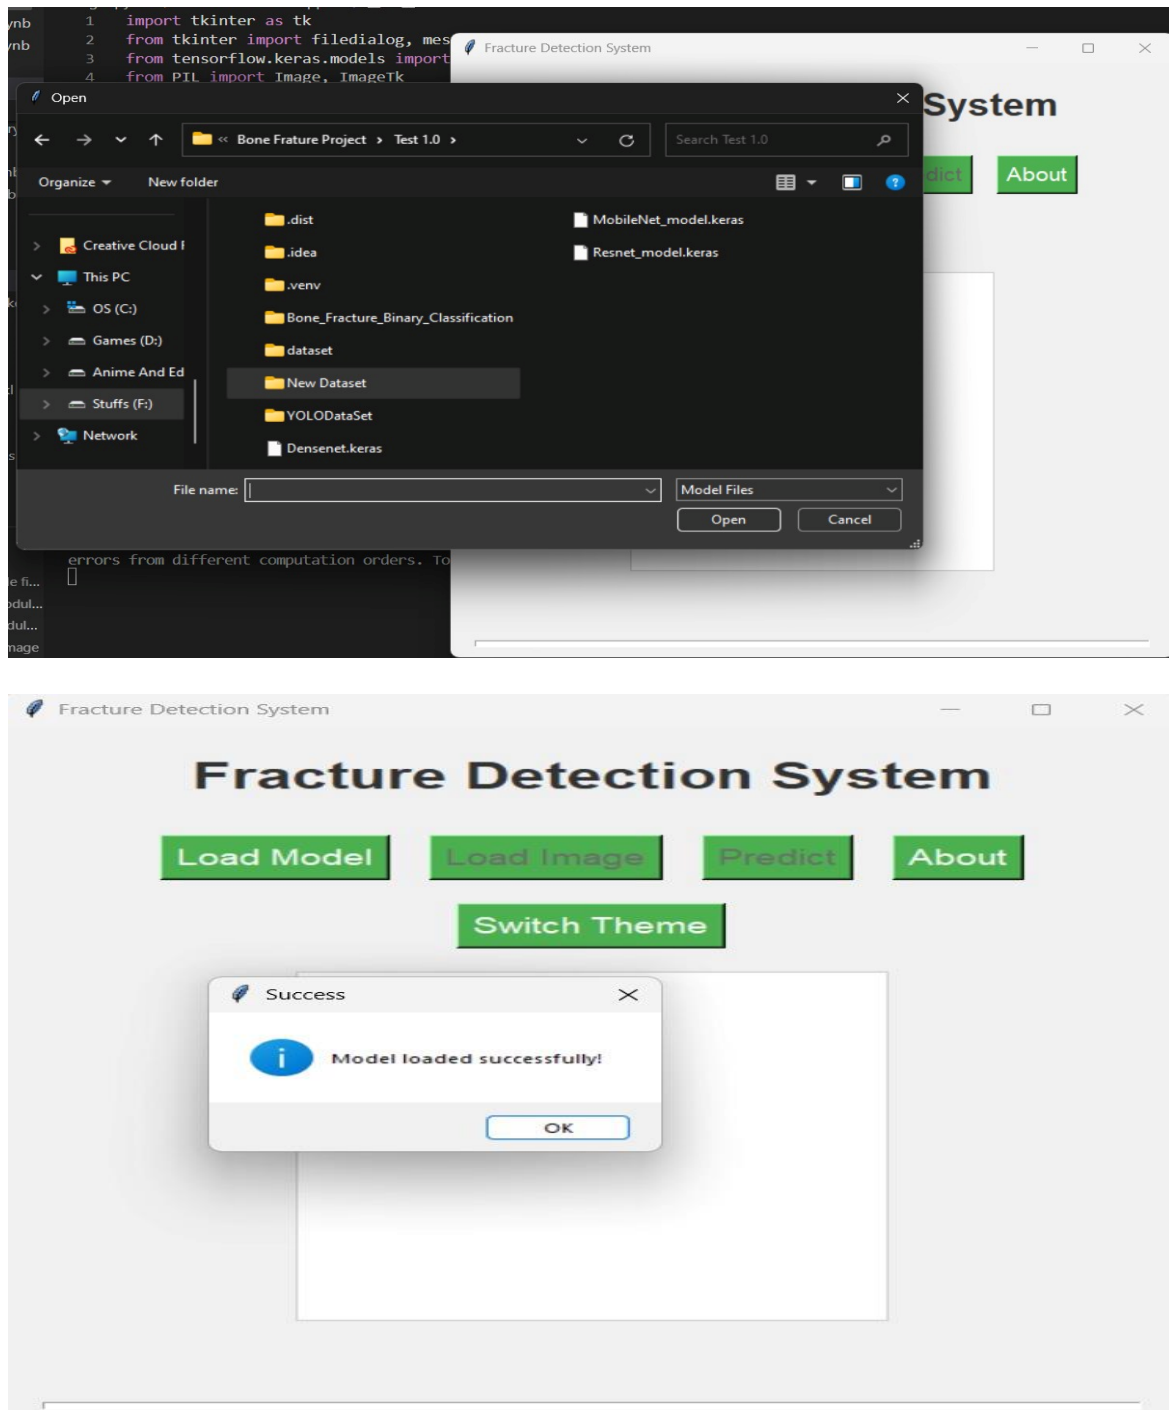 ynb
1 import tkinter as tk
ynb
2 from tkinter import filedialog, mes
3 from tensorflow.keras.models import
4 from PIL import Image, ImageTk
Fracture Detection System
System
About
Open
« Bone Frature Project › Test 1.0 ›
Search Test 1.0
Organize
New folder
Creative Cloud F
This PC
OS (C:)
Games (D:)
Anime And Ed
Stuffs (F:)
Network
.dist
.idea
.venv
Bone_Fracture_Binary_Classification
dataset
New Dataset
YOLODataSet
Densenet.keras
MobileNet_model.keras
Resnet_model.keras
File name:
Model Files
Open
Cancel
errors from different computation orders. To
e fi...
odul...
dul...
mage
Fracture Detection System
Fracture Detection System
Load Model
Load Image
Predict
About
Switch Theme
Success
Model loaded successfully!
OK